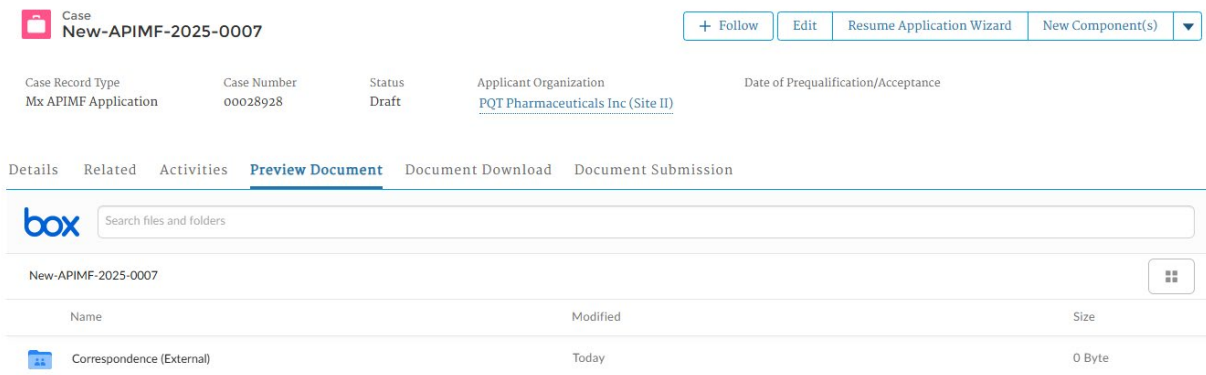 Case
New-APIMF-2025-0007
+ Follow Edit Resume Application Wizard New Component(s)
Case Record Type Case Number Status Applicant Organization Date of Prequalification/Acceptance
Mx APIMF Application 00028928 Draft PQT Pharmaceuticals Inc (Site II)
Details Related Activities Preview Document Document Download Document Submission
box Search files and folders
New-APIMF-2025-0007
Name Modified Size
Correspondence (External) Today 0 Byte